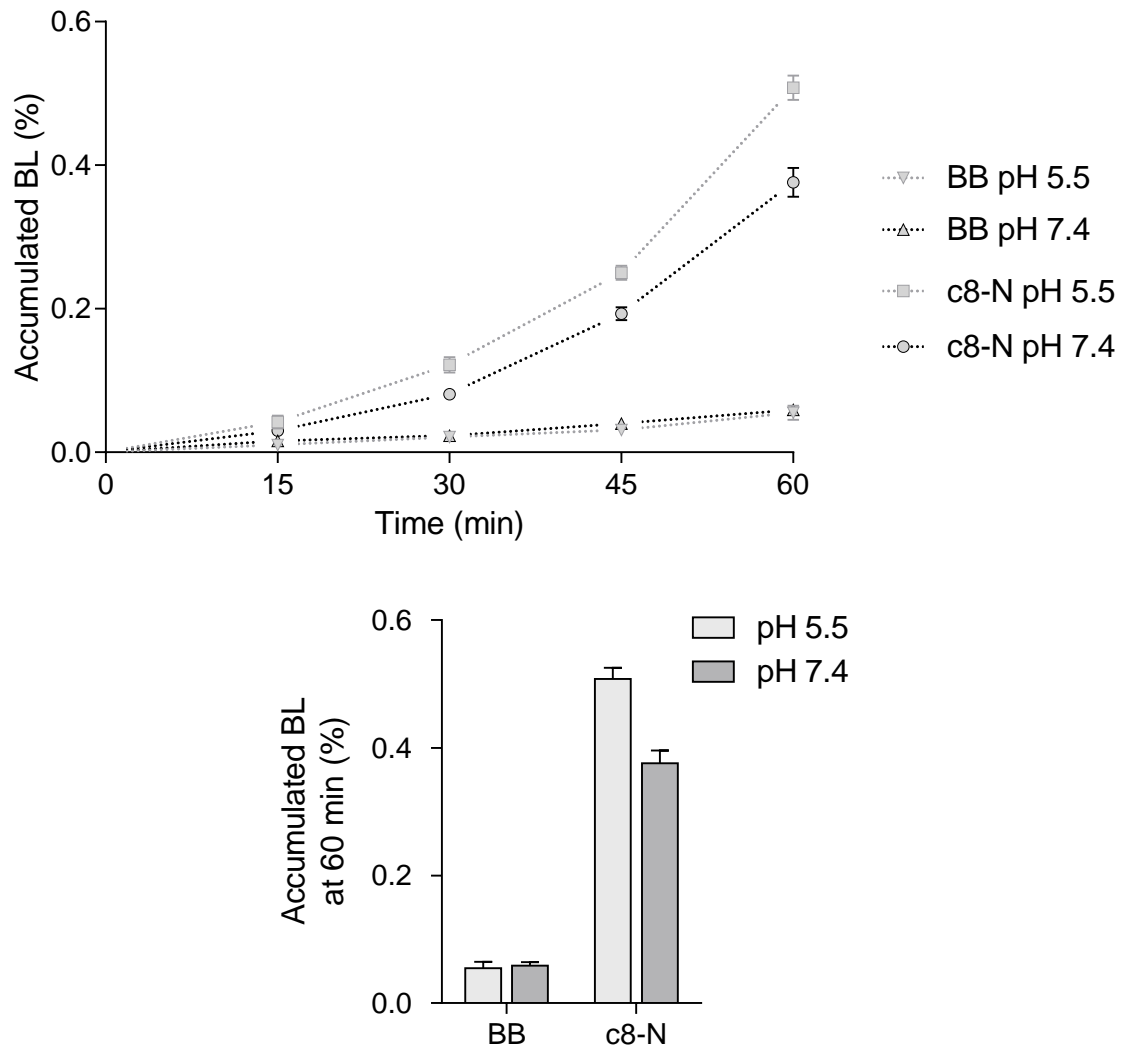 0.6
0.4
0.2
0.0
Accumulated BL (%)
0
15
30
45
60
Time (min)
BB pH 5.5
BB pH 7.4
c8-N pH 5.5
c8-N pH 7.4
0.6
0.4
0.2
0.0
Accumulated BL
at 60 min (%)
pH 5.5
pH 7.4
BB
c8-N